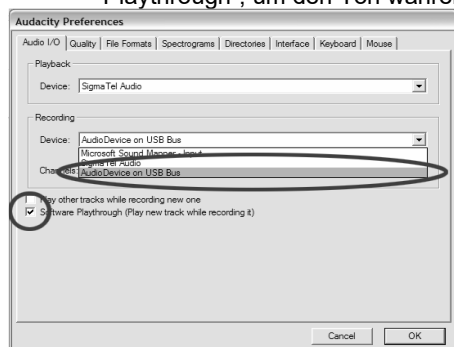 Playthrough", um den Ton währe
Audacity Preferences
Audio I/O Quality File Formats Spectrograms Directories Interface Keyboard Mouse
Playback
Device: SigmaTel Audio
Recording
Device: AudioDevice on USB Bus
Microsoft Sound Mapper - Input
SigmaTel Audio
Channels: AudioDevice on USB Bus
Play other tracks while recording new one
Software Playthrough (Play new track while recording it)
Cancel OK